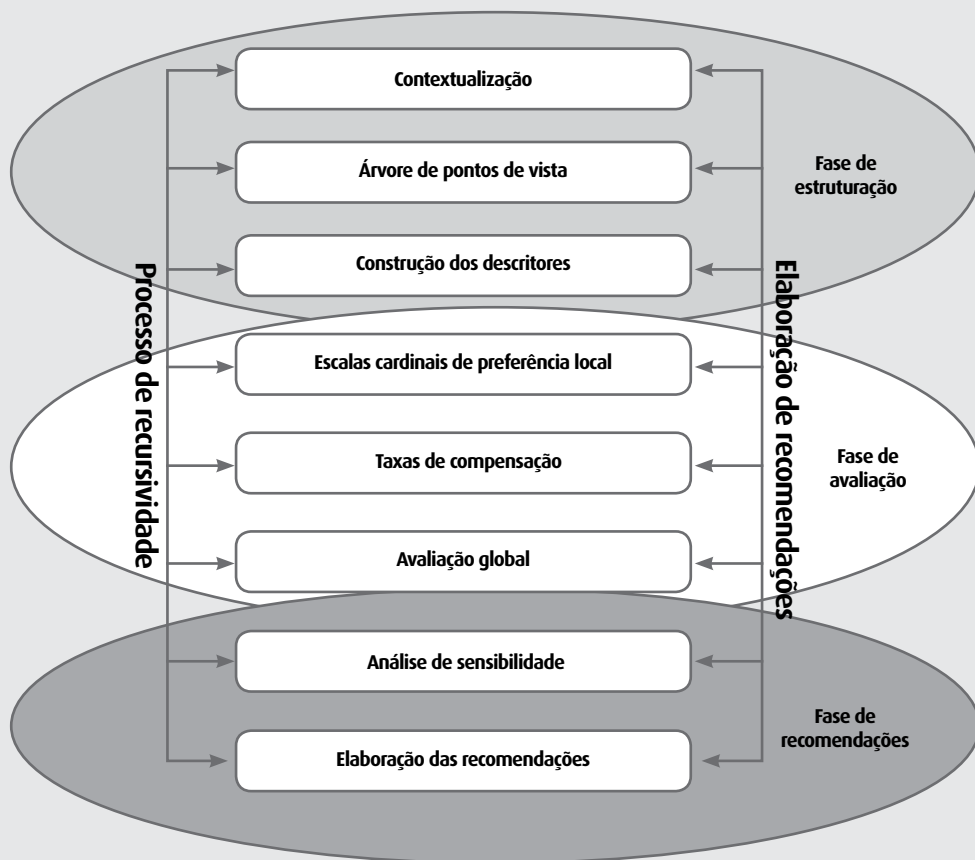 Contextualização
Árvore de pontos de vista
Fase de
estruturação
Construção dos descritores
Processo de recursividade
Elaboração de recomendações
Escalas cardinais de preferência local
Taxas de compensação
Fase de
avaliação
Avaliação global
Análise de sensibilidade
Fase de
recomendações
Elaboração das recomendações